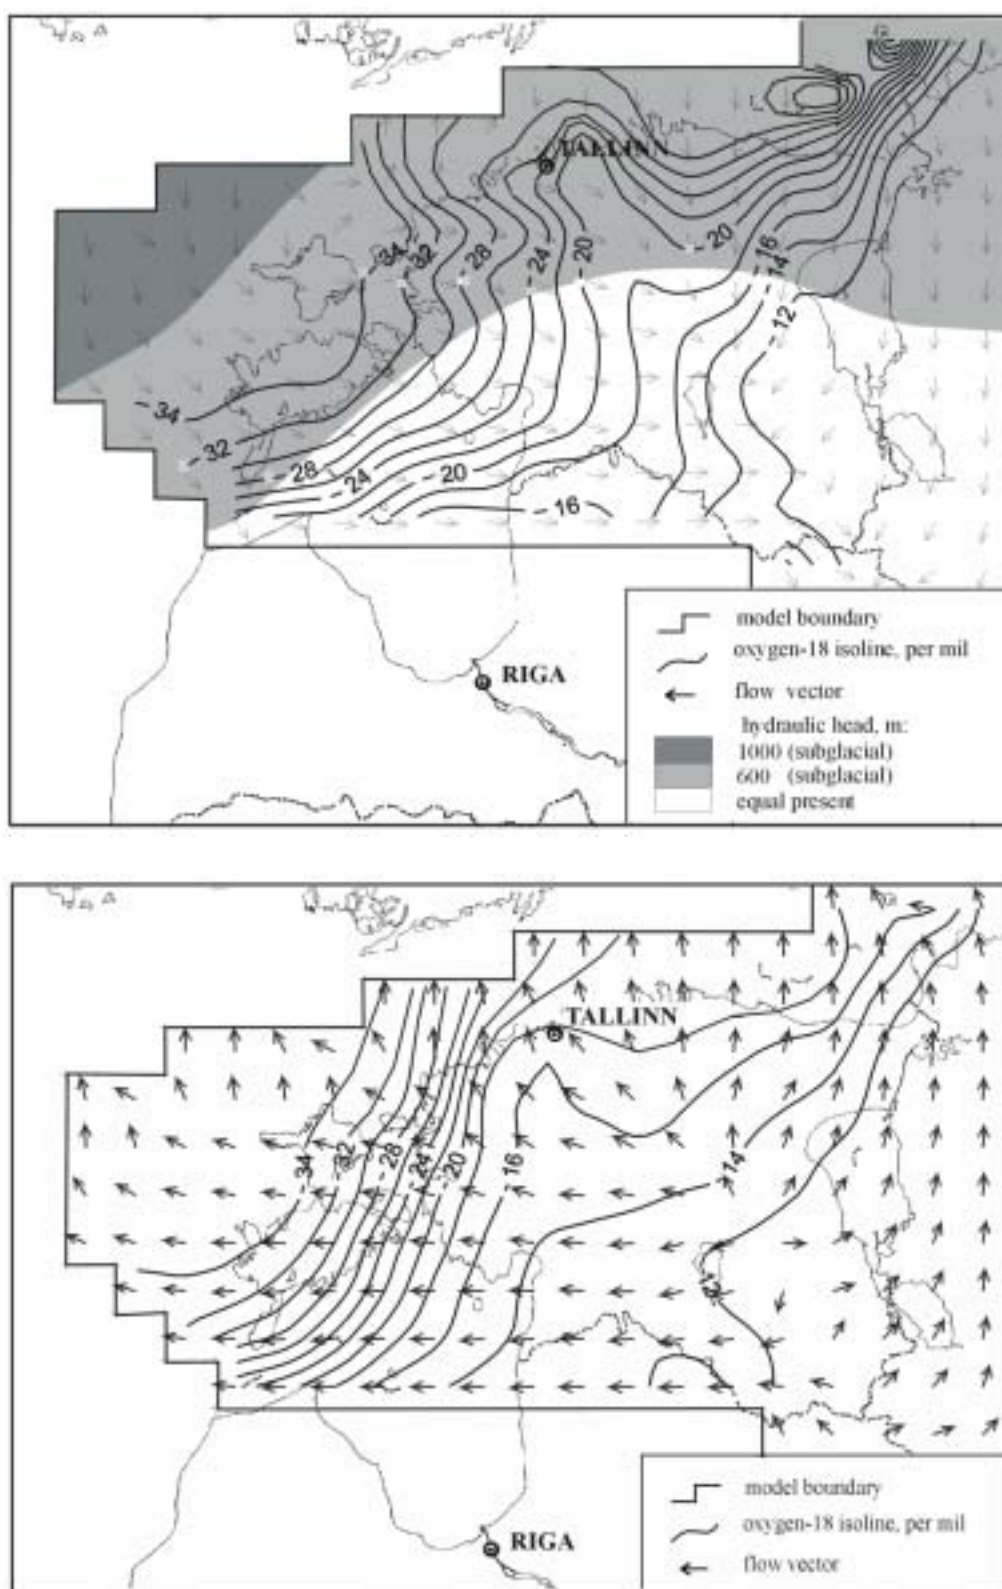 TALLINN
- 34
- 32
- 28
- 24
- 20
- 20
- 16
- 14
- 12
- 34
- 32
- 28
- 24
- 20
- 16
model boundary
oxygen-18 isoline, per mil
flow vector
hydraulic head, m:
1000 (subglacial)
600 (subglacial)
equal present
RIGA
TALLINN
- 34
- 32
- 28
- 24
- 20
- 16
- 14
model boundary
oxygen-18 isoline, per mil
flow vector
RIGA